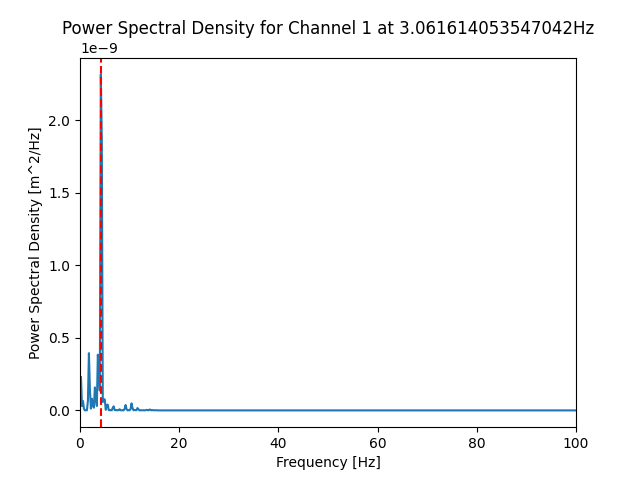 Power Spectral Density for Channel 1 at 3.061614053547042Hz
1e−9
2.0
1.5
1.0
0.5
0.0
Power Spectral Density [m^2/Hz]
0 20 40 60 80 100
Frequency [Hz]